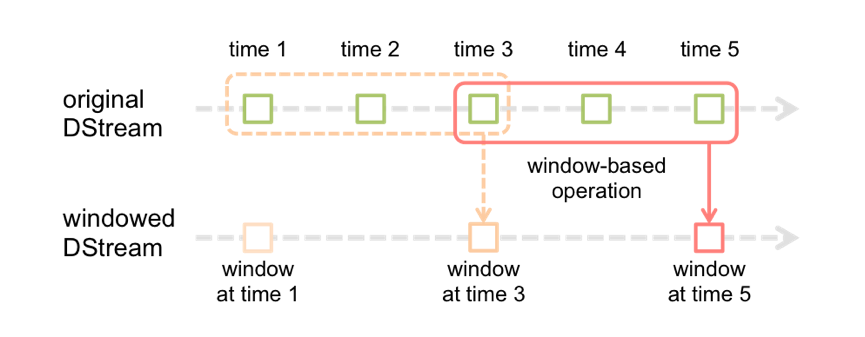 time 1
time 2
time 3
time 4
time 5
original
DStream
window-based
operation
windowed
DStream
window
at time 1
window
at time 3
window
at time 5